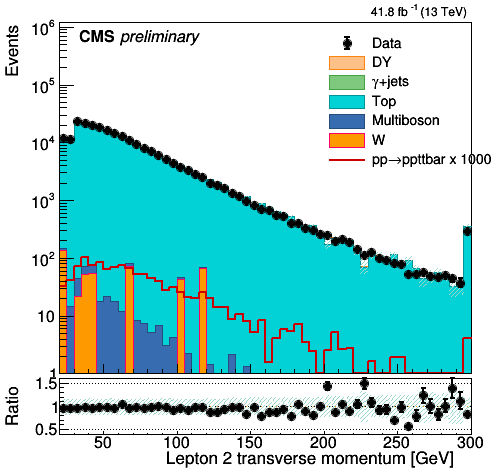 41.8 fb⁻¹ (13 TeV)
CMS preliminary
Events
10⁶
10⁵
10⁴
10³
10²
10
1
Data
DY
γ+jets
Top
Multiboson
W
pp→ppttbar x 1000
Ratio
1.5
1
0.5
50 100 150 200 250 300
Lepton 2 transverse momentum [GeV]